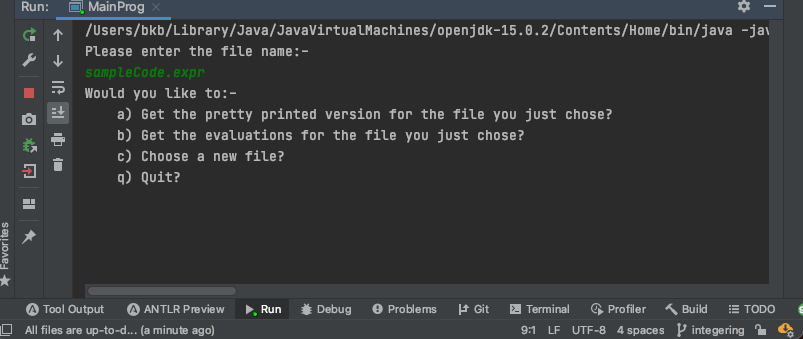 Run: MainProg
/Users/bkb/Library/Java/JavaVirtualMachines/openjdk-15.0.2/Contents/Home/bin/java -jav
Please enter the file name:-
sampleCode.expr
Would you like to:-
a) Get the pretty printed version for the file you just chose?
b) Get the evaluations for the file you just chose?
c) Choose a new file?
q) Quit?
Favorites
Tool Output ANTLR Preview Run Debug Problems Git Terminal Profiler Build TODO
All files are up-to-d... (a minute ago) 9:1 LF UTF-8 4 spaces integering